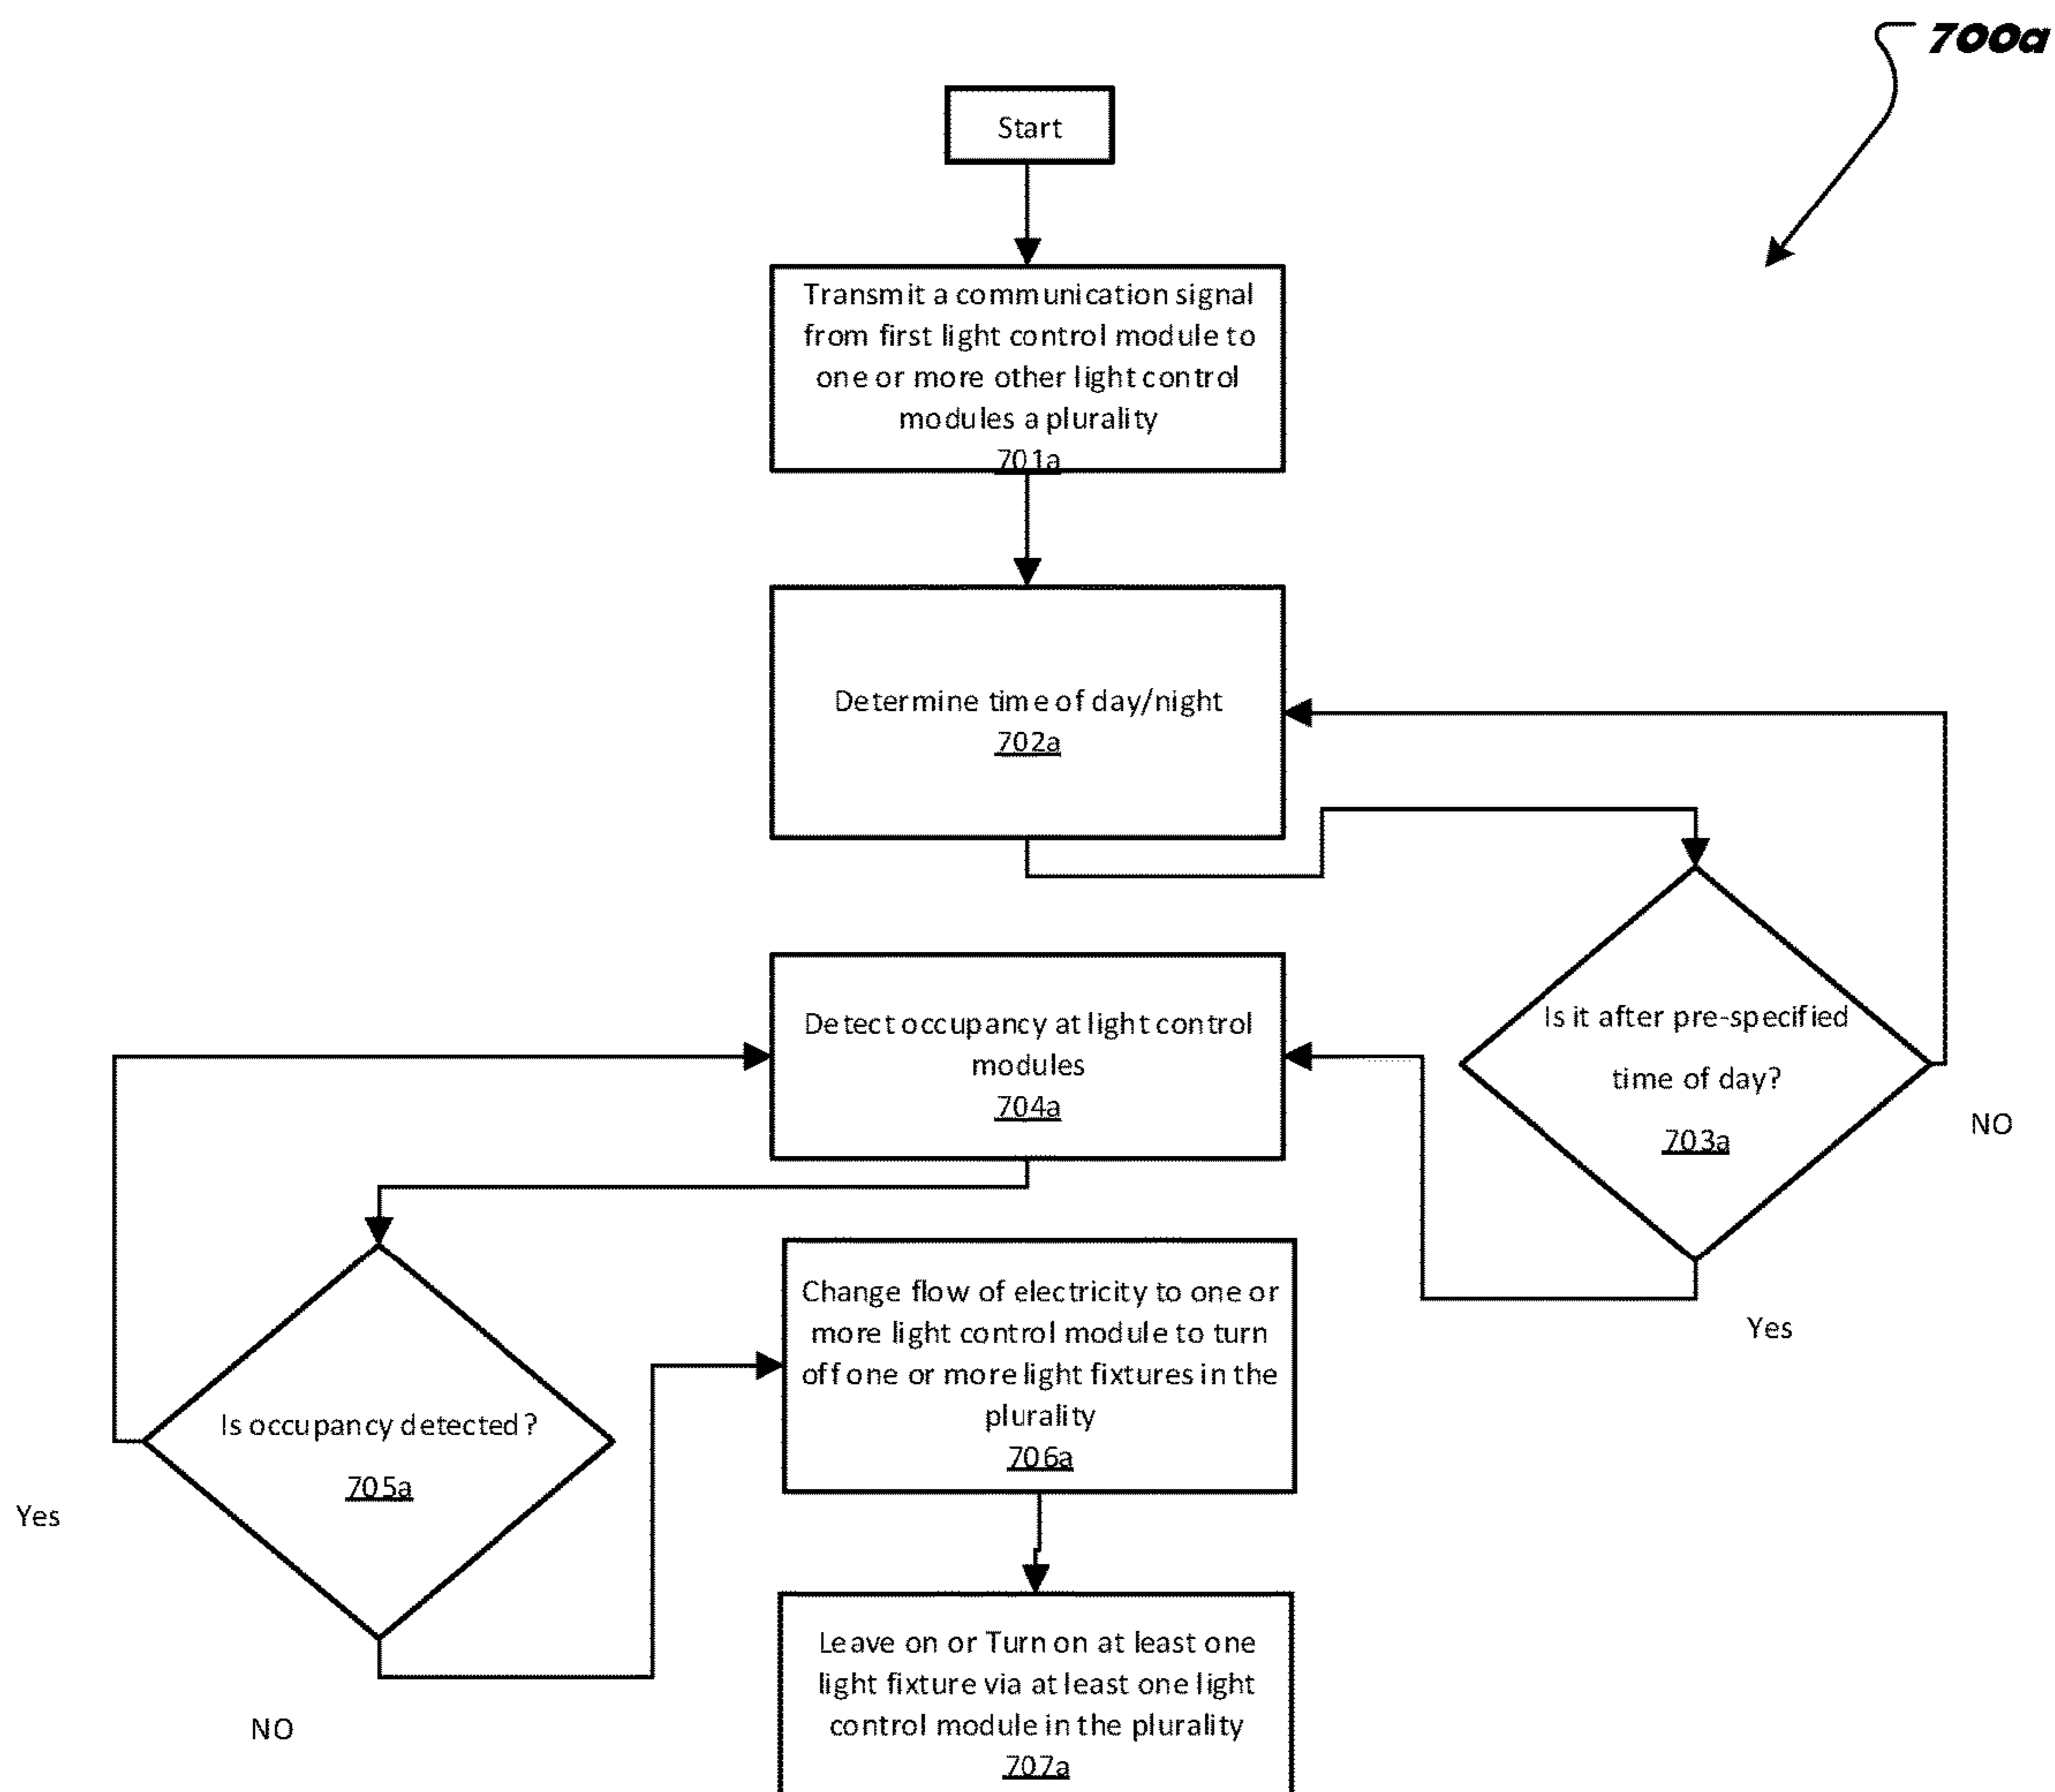 700a
Start
Transmit a communication signal
from first light control module to
one or more other light control
modules a plurality
701a
Determine time of day/night
702a
Is it after pre-specified
time of day?
703a
NO
Yes
Detect occupancy at light control
modules
704a
Is occupancy detected?
705a
Yes
NO
Change flow of electricity to one or
more light control module to turn
off one or more light fixtures in the
plurality
706a
Leave on or Turn on at least one
light fixture via at least one light
control module in the plurality
707a